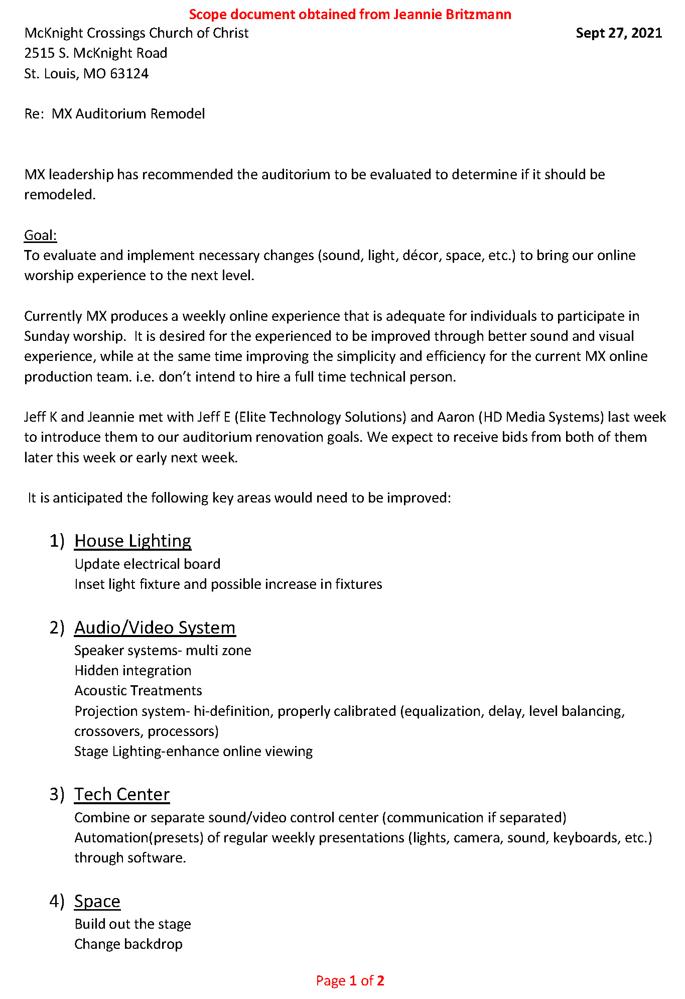 Scope document obtained from Jeannie Britzmann
McKnight Crossings Church of Christ Sept 27, 2021
2515 S. McKnight Road
St. Louis, MO 63124
Re: MX Auditorium Remodel
MX leadership has recommended the auditorium to be evaluated to determine if it should be
remodeled.
Goal:
To evaluate and implement necessary changes (sound, light, décor, space, etc.) to bring our online
worship experience to the next level.
Currently MX produces a weekly online experience that is adequate for individuals to participate in
Sunday worship. It is desired for the experienced to be improved through better sound and visual
experience, while at the same time improving the simplicity and efficiency for the current MX online
production team. i.e. don’t intend to hire a full time technical person.
Jeff K and Jeannie met with Jeff E (Elite Technology Solutions) and Aaron (HD Media Systems) last week
to introduce them to our auditorium renovation goals. We expect to receive bids from both of them
later this week or early next week.
It is anticipated the following key areas would need to be improved:
1) House Lighting
Update electrical board
Inset light fixture and possible increase in fixtures
2) Audio/Video System
Speaker systems- multi zone
Hidden integration
Acoustic Treatments
Projection system- hi-definition, properly calibrated (equalization, delay, level balancing,
crossovers, processors)
Stage Lighting-enhance online viewing
3) Tech Center
Combine or separate sound/video control center (communication if separated)
Automation(presets) of regular weekly presentations (lights, camera, sound, keyboards, etc.)
through software.
4) Space
Build out the stage
Change backdrop
Page 1 of 2